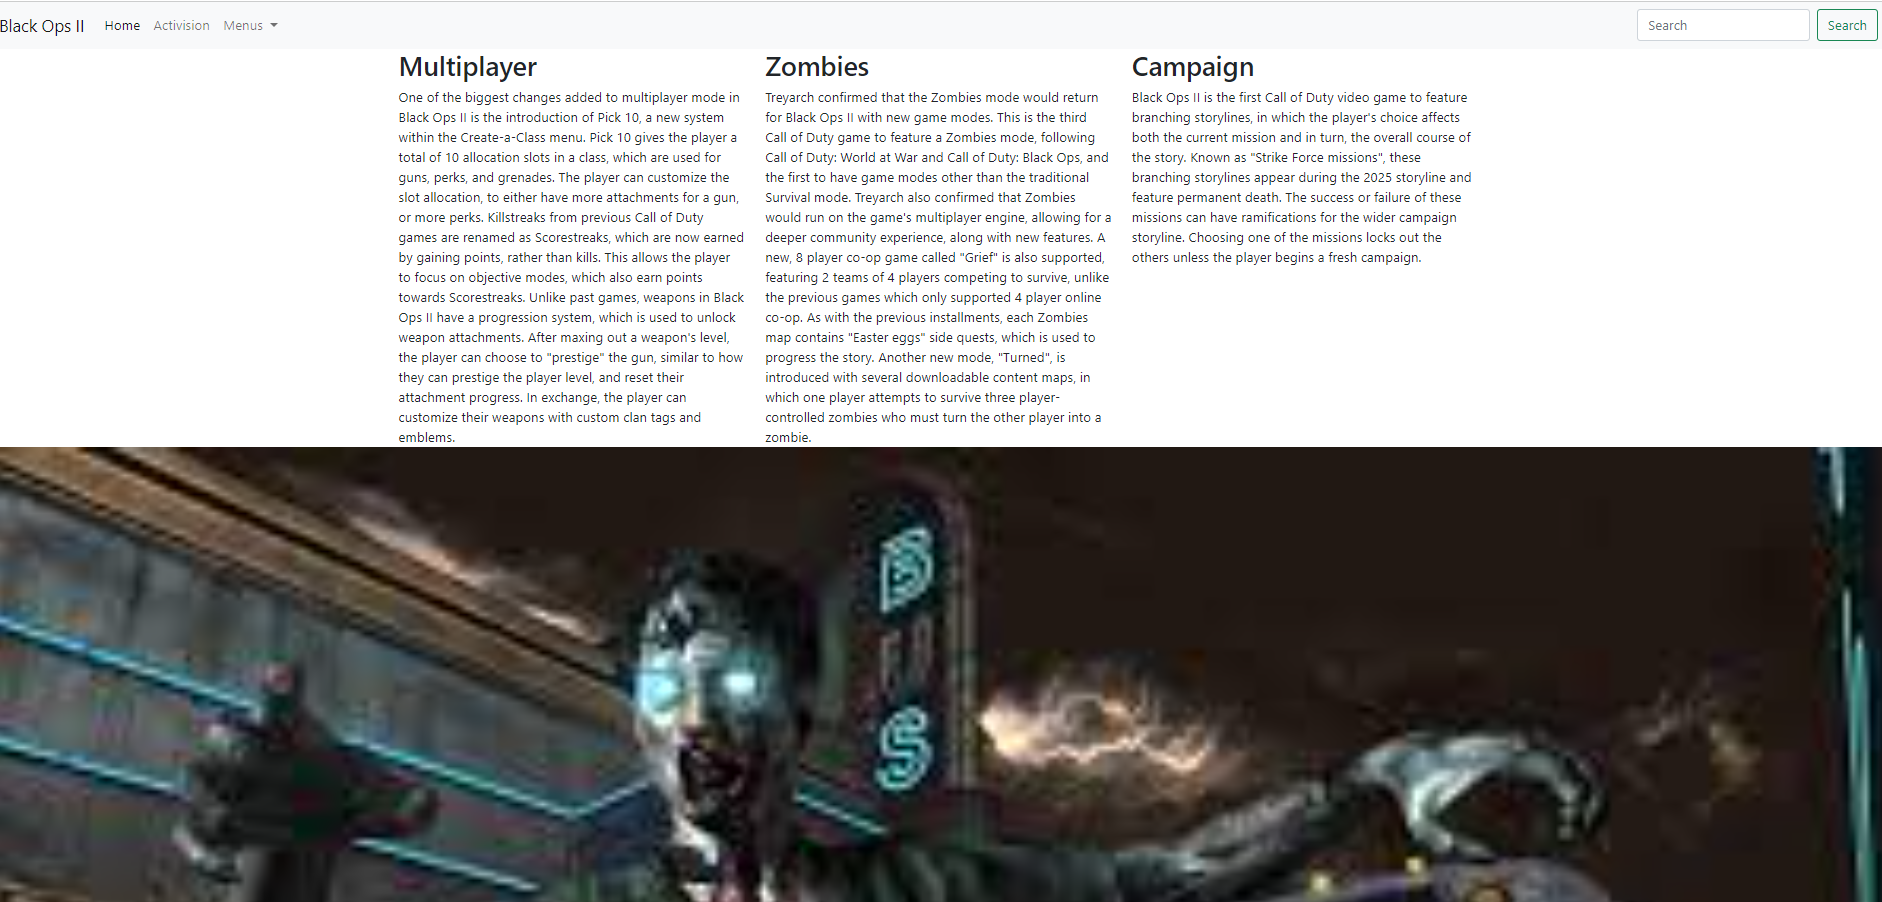 Black Ops II Home Activision Menus Search Search
Multiplayer
One of the biggest changes added to multiplayer mode in
Black Ops II is the introduction of Pick 10, a new system
within the Create-a-Class menu. Pick 10 gives the player a
total of 10 allocation slots in a class, which are used for
guns, perks, and grenades. The player can customize the
slot allocation, to either have more attachments for a gun,
or more perks. Killstreaks from previous Call of Duty
games are renamed as Scorestreaks, which are now earned
by gaining points, rather than kills. This allows the player
to focus on objective modes, which also earn points
towards Scorestreaks. Unlike past games, weapons in Black
Ops II have a progression system, which is used to unlock
weapon attachments. After maxing out a weapon's level,
the player can choose to "prestige" the gun, similar to how
they can prestige the player level, and reset their
attachment progress. In exchange, the player can
customize their weapons with custom clan tags and
emblems.
Zombies
Treyarch confirmed that the Zombies mode would return
for Black Ops II with new game modes. This is the third
Call of Duty game to feature a Zombies mode, following
Call of Duty: World at War and Call of Duty: Black Ops, and
the first to have game modes other than the traditional
Survival mode. Treyarch also confirmed that Zombies
would run on the game's multiplayer engine, allowing for a
deeper community experience, along with new features. A
new, 8 player co-op game called "Grief" is also supported,
featuring 2 teams of 4 players competing to survive, unlike
the previous games which only supported 4 player online
co-op. As with the previous installments, each Zombies
map contains "Easter eggs" side quests, which is used to
progress the story. Another new mode, "Turned", is
introduced with several downloadable content maps, in
which one player attempts to survive three player-
controlled zombies who must turn the other player into a
zombie.
Campaign
Black Ops II is the first Call of Duty video game to feature
branching storylines, in which the player's choice affects
both the current mission and in turn, the overall course of
the story. Known as "Strike Force missions", these
branching storylines appear during the 2025 storyline and
feature permanent death. The success or failure of these
missions can have ramifications for the wider campaign
storyline. Choosing one of the missions locks out the
others unless the player begins a fresh campaign.
B
S